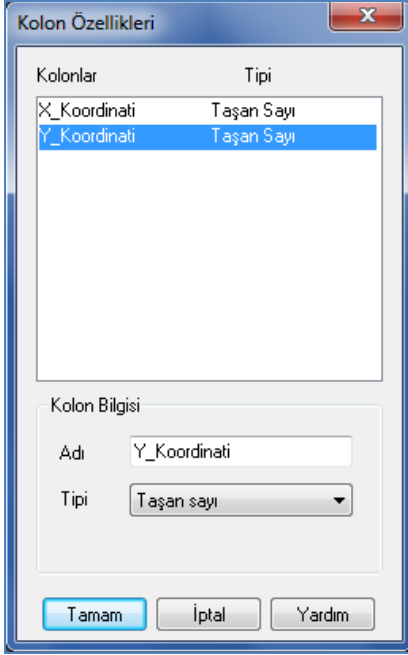 Kolon Özellikleri
Kolonlar Tipi
X_Koordinati Taşan Sayı
Y_Koordinati Taşan Sayı
Kolon Bilgisi
Adı Y_Koordinati
Tipi Taşan sayı
Tamam İptal Yardım